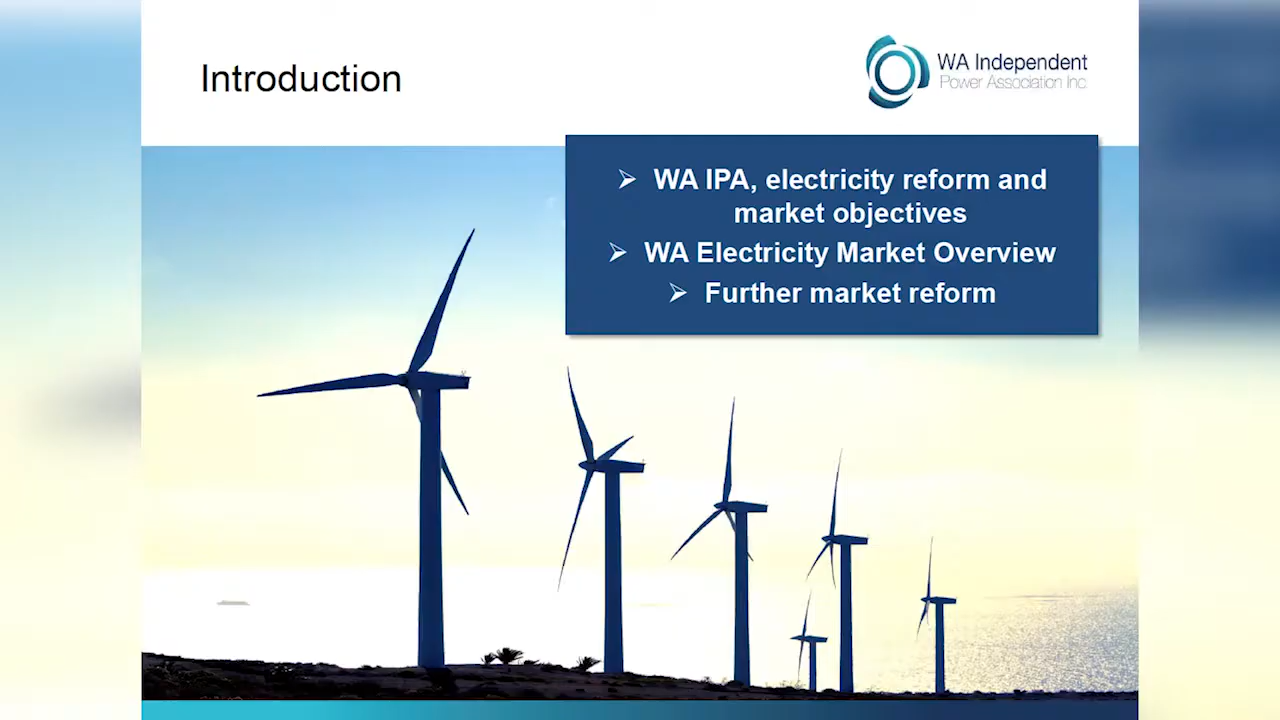 Introduction
WA Independent
Power Association Inc.
➢ WA IPA, electricity reform and
market objectives
➢ WA Electricity Market Overview
➢ Further market reform